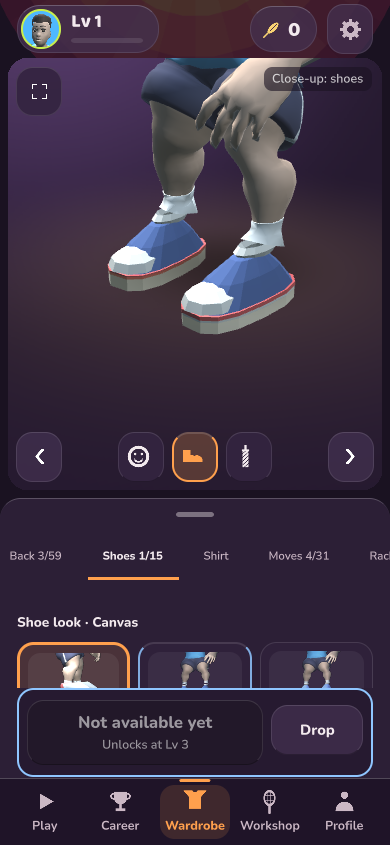 Lv 1
0
Close-up: shoes
Back 3/59
Shoes 1/15
Shirt
Moves 4/31
Shoe look · Canvas
Not available yet
Unlocks at Lv 3
Drop
Play
Career
Wardrobe
Workshop
Profile